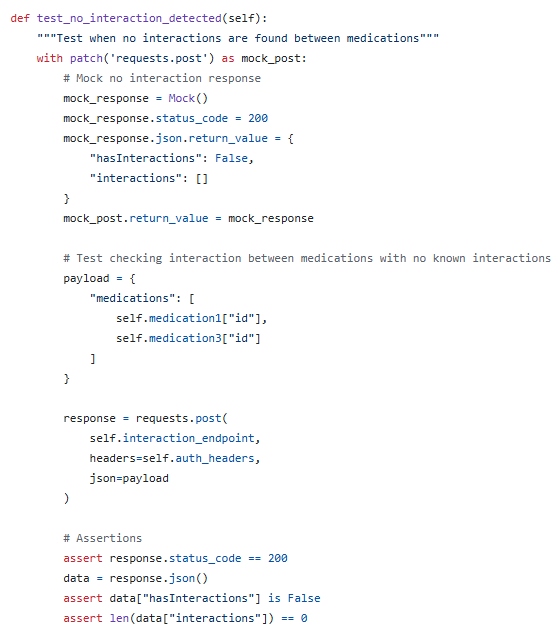 def test_no_interaction_detected(self):
    """Test when no interactions are found between medications"""
    with patch('requests.post') as mock_post:
        # Mock no interaction response
        mock_response = Mock()
        mock_response.status_code = 200
        mock_response.json.return_value = {
            "hasInteractions": False,
            "interactions": []
        }
        mock_post.return_value = mock_response

        # Test checking interaction between medications with no known interactions
        payload = {
            "medications": [
                self.medication1["id"],
                self.medication3["id"]
            ]
        }

        response = requests.post(
            self.interaction_endpoint,
            headers=self.auth_headers,
            json=payload
        )

        # Assertions
        assert response.status_code == 200
        data = response.json()
        assert data["hasInteractions"] is False
        assert len(data["interactions"]) == 0